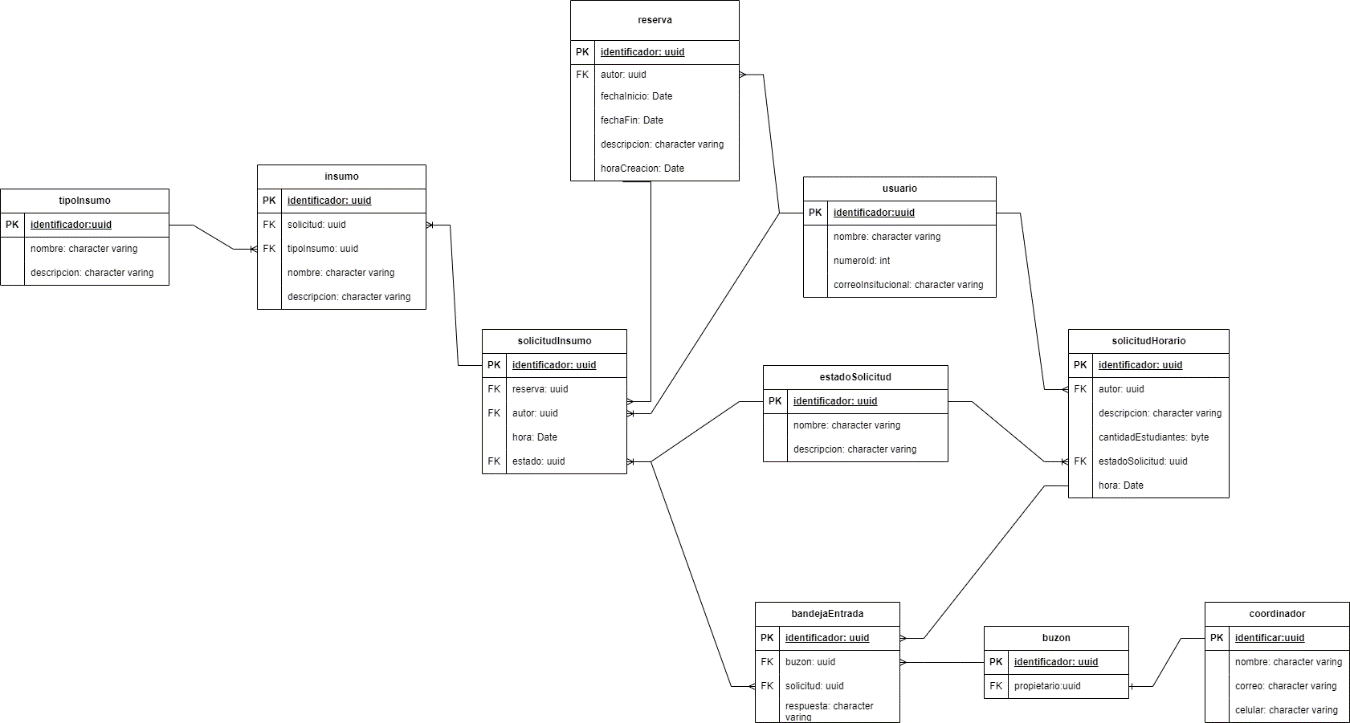 reserva
PK identificador: uuid
FK autor: uuid
fechaInicio: Date
fechaFin: Date
descripcion: character varing
horaCreacion: Date
insumo
PK identificador: uuid
FK solicitud: uuid
FK tipoInsumo: uuid
nombre: character varing
descripcion: character varing
tipoInsumo
PK identificador:uuid
nombre: character varing
descripcion: character varing
usuario
PK identificador:uuid
nombre: character varing
numeroId: int
correoInsitucional: character varing
solicitudInsumo
PK identificador: uuid
FK reserva: uuid
FK autor: uuid
hora: Date
FK estado: uuid
estadoSolicitud
PK identificador: uuid
nombre: character varing
descripcion: character varing
solicitudHorario
PK identificador: uuid
FK autor: uuid
descripcion: character varing
cantidadEstudiantes: byte
FK estadoSolicitud: uuid
hora: Date
bandejaEntrada
PK identificador: uuid
FK buzon: uuid
FK solicitud: uuid
respuesta: character
varing
buzon
PK identificador: uuid
FK propietario:uuid
coordinador
PK identificar:uuid
nombre: character varing
correo: character varing
celular: character varing